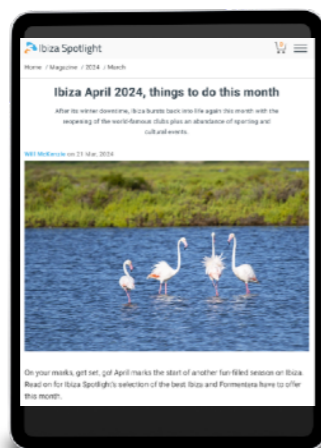 Ibiza Spotlight
Home / Magazine / 2024 / March
Ibiza April 2024, things to do this month
After its winter downtime, Ibiza bursts back into life again this month with the
reopening of the world-famous clubs plus an abundance of sporting and
cultural events.
Will McKenzie on 21 Mar, 2024
On your marks, get set, go! April marks the start of another fun-filled season on Ibiza.
Read on for Ibiza Spotlight's selection of the best Ibiza and Formentera have to offer
this month.